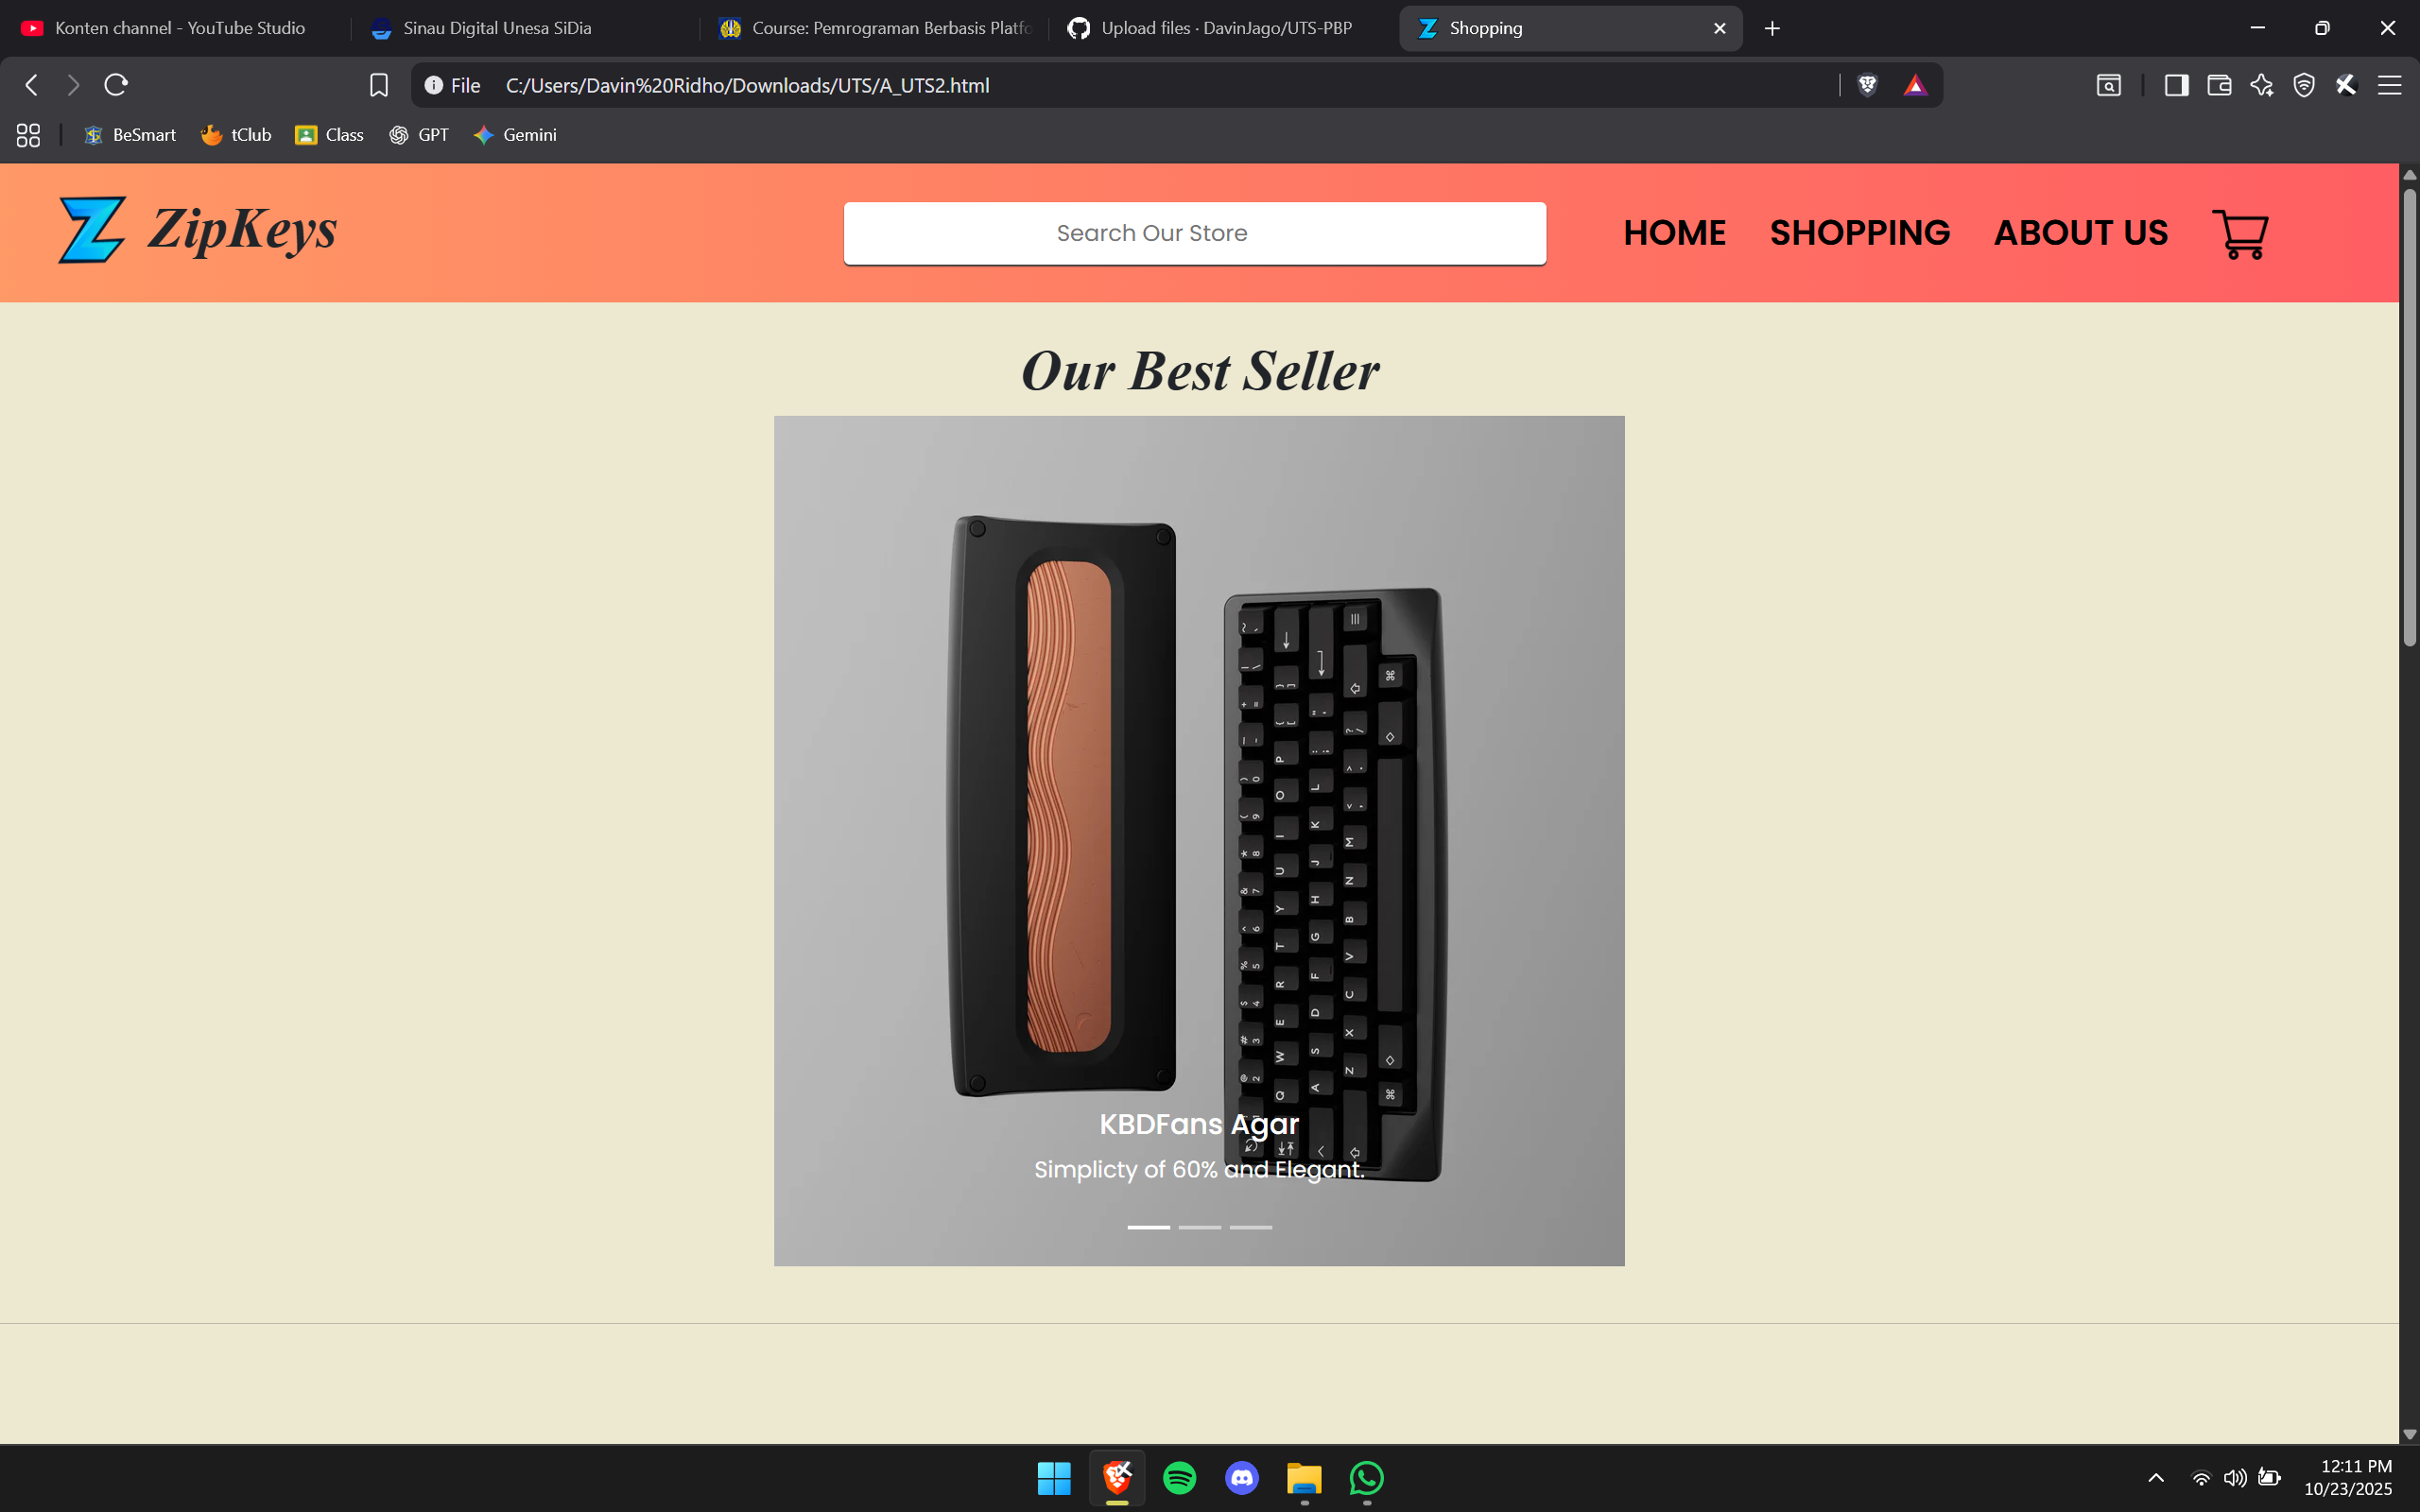 Konten channel - YouTube Studio
Sinau Digital Unesa SiDia
Course: Pemrograman Berbasis Platfo
Upload files · DavinJago/UTS-PBP
Shopping
File C:/Users/Davin%20Ridho/Downloads/UTS/A_UTS2.html
BeSmart
tClub
Class
GPT
Gemini
ZipKeys
Search Our Store
HOME
SHOPPING
ABOUT US
Our Best Seller
KBDFans Agar
Simplicty of 60% and Elegant.
12:11 PM
10/23/2025